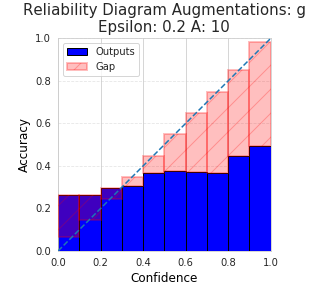 Reliability Diagram Augmentations: g
Epsilon: 0.2 A: 10
1.0
0.8
0.6
0.4
0.2
0.0
Accuracy
Outputs
Gap
0.0 0.2 0.4 0.6 0.8 1.0
Confidence